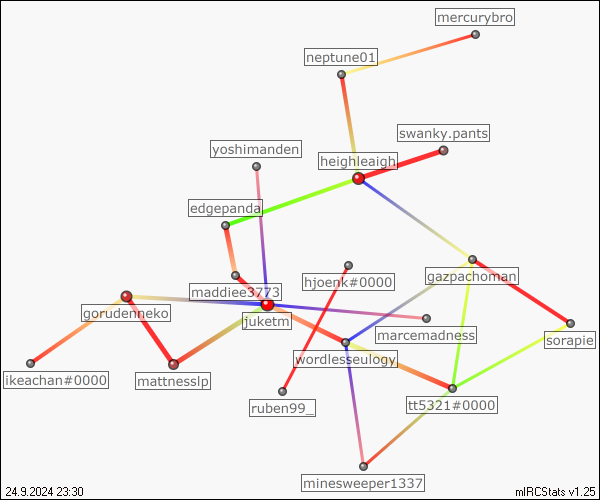 mercurybro
neptune01
swanky.pants
yoshimanden
heighleaigh
edgepanda
hjoenk#0000
gazpachoman
maddiee3773
gorudenneko
ljuketm
marcemadness
sorapie
wordlesseulogy
ikeachan#0000
mattnesslp
ruben99_
tt5321#0000
minesweeper1337
24.9.2024 23:30
mIRCStats v1.25